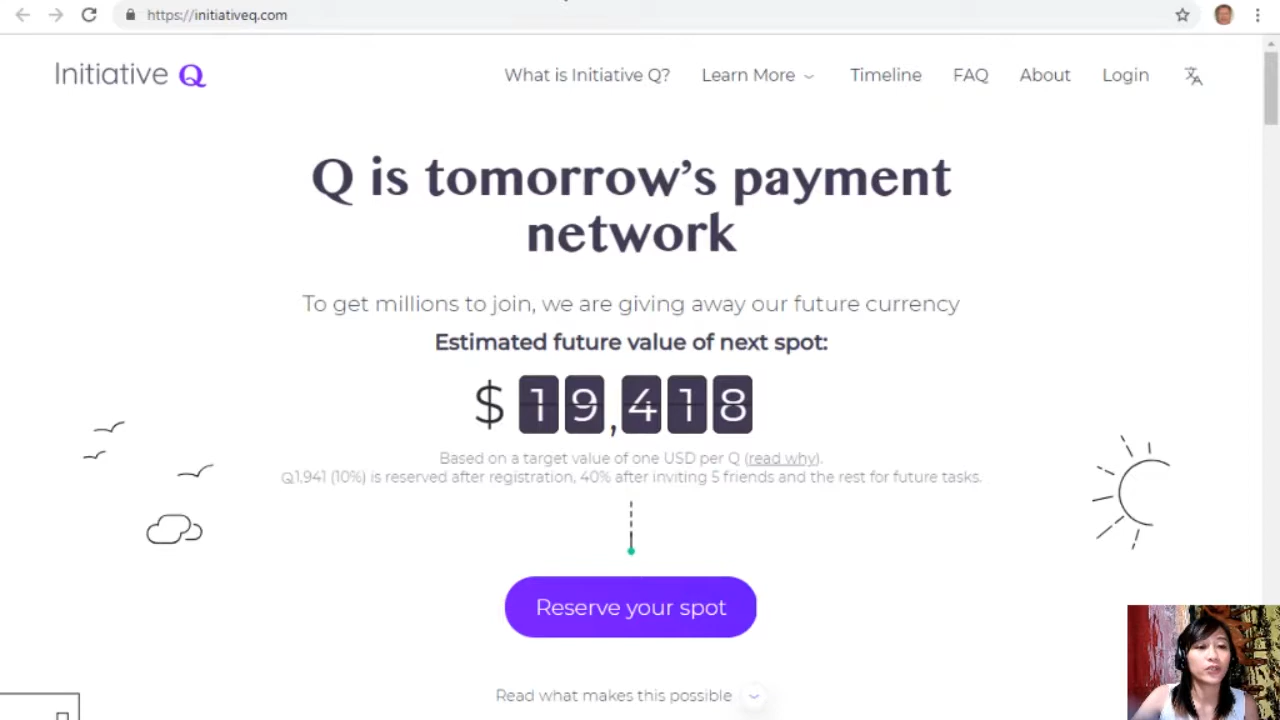 https://initiativeq.com
Initiative Q
What is Initiative Q? Learn More Timeline FAQ About Login
Q is tomorrow's payment
network
To get millions to join, we are giving away our future currency
Estimated future value of next spot:
$ 19,418
Based on a target value of one USD per Q (read why).
Q1,941 (10%) is reserved after registration, 40% after inviting 5 friends and the rest for future tasks.
Reserve your spot
Read what makes this possible